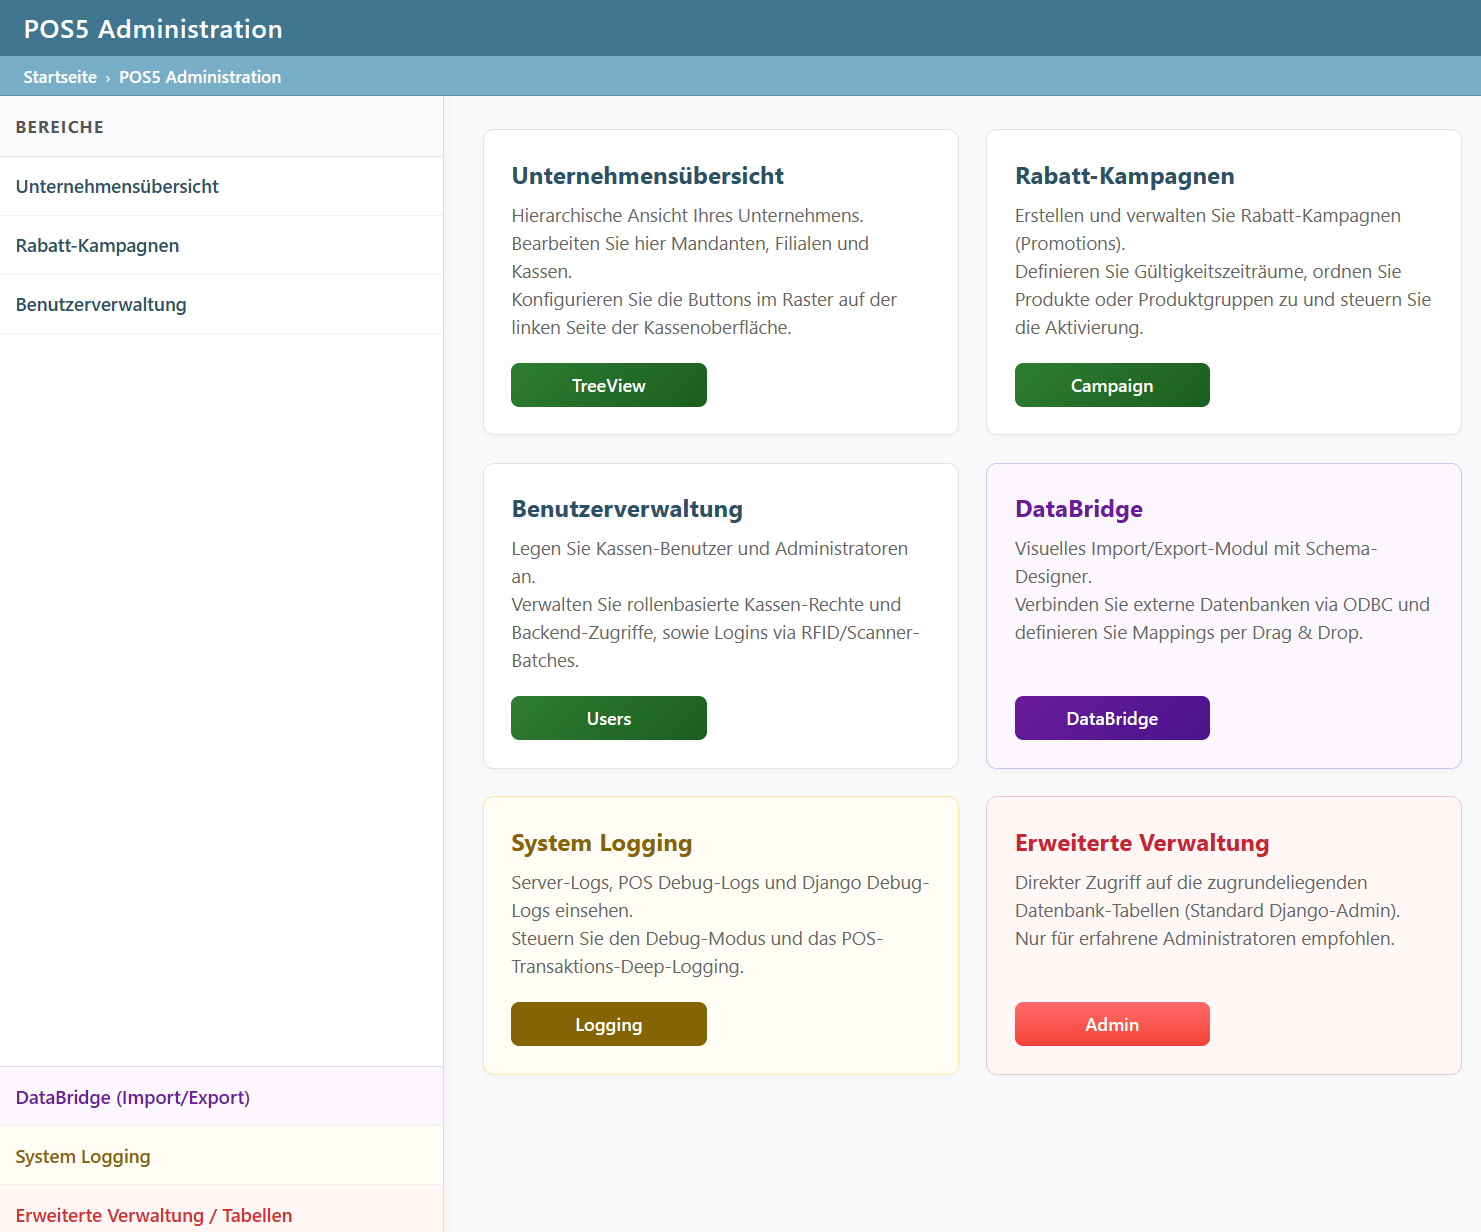 POS5 Administration
Startseite › POS5 Administration
BEREICHE
Unternehmensübersicht
Rabatt-Kampagnen
Benutzerverwaltung
DataBridge (Import/Export)
System Logging
Erweiterte Verwaltung / Tabellen
Unternehmensübersicht
Hierarchische Ansicht Ihres Unternehmens.
Bearbeiten Sie hier Mandanten, Filialen und
Kassen.
Konfigurieren Sie die Buttons im Raster auf der
linken Seite der Kassenoberfläche.
TreeView
Rabatt-Kampagnen
Erstellen und verwalten Sie Rabatt-Kampagnen
(Promotions).
Definieren Sie Gültigkeitszeiträume, ordnen Sie
Produkte oder Produktgruppen zu und steuern Sie
die Aktivierung.
Campaign
Benutzerverwaltung
Legen Sie Kassen-Benutzer und Administratoren
an.
Verwalten Sie rollenbasierte Kassen-Rechte und
Backend-Zugriffe, sowie Logins via RFID/Scanner-
Batches.
Users
DataBridge
Visuelles Import/Export-Modul mit Schema-
Designer.
Verbinden Sie externe Datenbanken via ODBC und
definieren Sie Mappings per Drag & Drop.
DataBridge
System Logging
Server-Logs, POS Debug-Logs und Django Debug-
Logs einsehen.
Steuern Sie den Debug-Modus und das POS-
Transaktions-Deep-Logging.
Logging
Erweiterte Verwaltung
Direkter Zugriff auf die zugrundeliegenden
Datenbank-Tabellen (Standard Django-Admin).
Nur für erfahrene Administratoren empfohlen.
Admin